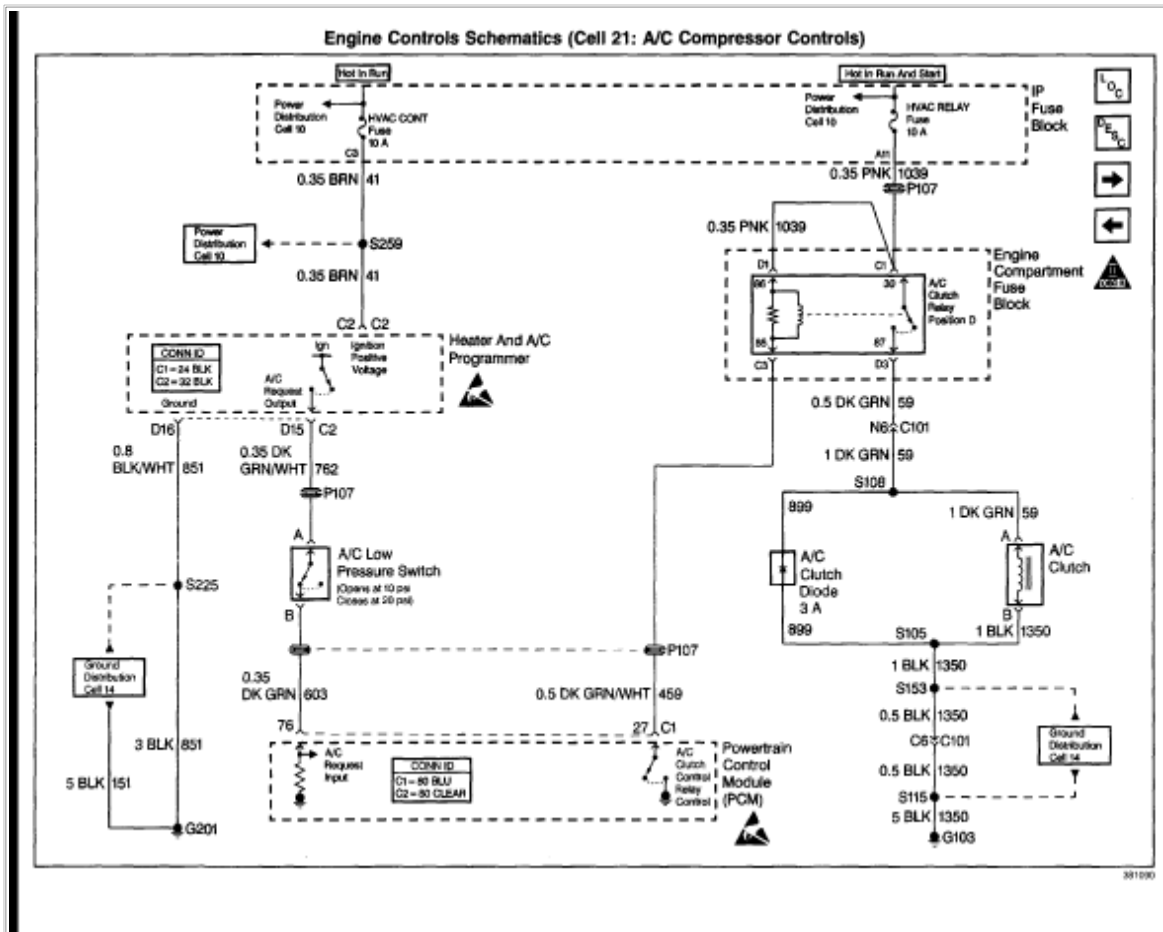 Engine Controls Schematics (Cell 21: A/C Compressor Controls)
Hot In Run
Hot In Run And Start
Power
Distribution
Cell 10
HVAC CONT
Fuse
10 A
C3
Power
Distribution
Cell 10
HVAC RELAY
Fuse
10 A
A11
IP
Fuse
Block
LOC
DESC
0.35 BRN 41
0.35 PNK 1039
P107
Power
Distribution
Cell 10
S259
0.35 BRN 41
0.35 PNK 1039
D1
C1
86
30
85
87
A/C
Clutch
Relay
Position D
C3
D3
Engine
Compartment
Fuse
Block
II
C2 C2
CONN ID
C1=24 BLK
C2=32 BLK
Ground
Ign
Ignition
Positive
Voltage
A/C
Request
Output
Heater And A/C
Programmer
D16
D15 C2
0.8
BLK/WHT 851
0.35 DK
GRN/WHT 762
P107
0.5 DK GRN 59
N6 C101
1 DK GRN 59
S108
899
1 DK GRN 59
A
A/C Low
Pressure Switch
(Opens at 10 psi
Closes at 20 psi)
B
A/C
Clutch
Diode
3 A
A
A/C
Clutch
B
S225
Ground
Distribution
Cell 14
899
S105
1 BLK 1350
P107
1 BLK 1350
S153
0.35
DK GRN 603
0.5 DK GRN/WHT 459
0.5 BLK 1350
C6 C101
Ground
Distribution
Cell 14
0.5 BLK 1350
S115
5 BLK 1350
G103
76
27 C1
A/C
Request
Input
CONN ID
C1=80 BLU
C2=80 CLEAR
A/C
Clutch
Control
Relay
Control
Powertrain
Control
Module
(PCM)
3 BLK 851
5 BLK 151
G201
381090